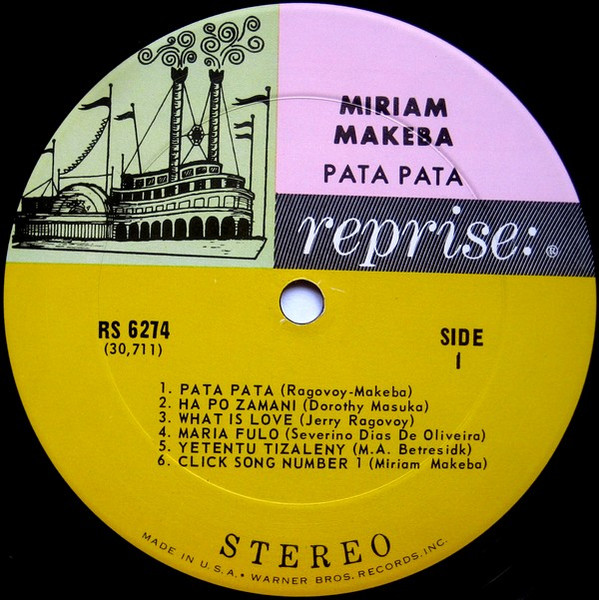 MIRIAM
MAKEBA
PATA PATA
reprise: ®
RS 6274
(30,711)
SIDE
1
1. PATA PATA (Ragovoy-Makeba)
2. HA PO ZAMANI (Dorothy Masuka)
3. WHAT IS LOVE (Jerry Ragovoy)
4. MARIA FULO (Severino Dias De Oliveira)
5. YETENTU TIZALENY (M.A. Betresidk)
6. CLICK SONG NUMBER 1 (Miriam Makeba)
STEREO
MADE IN U.S.A. • WARNER BROS. RECORDS, INC.